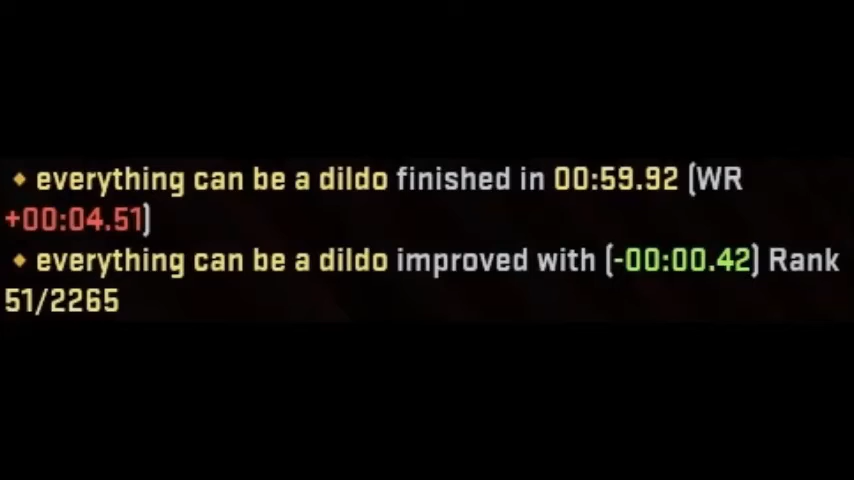 everything can be a dildo finished in 00:59.92 [WR
+00:04.51]
everything can be a dildo improved with [-00:00.42] Rank
51/2265